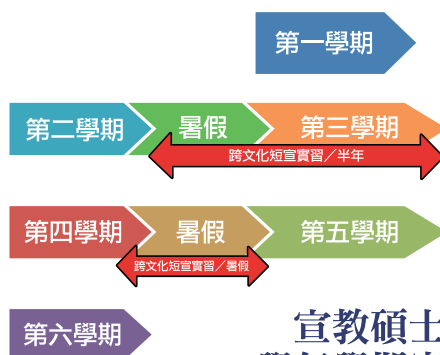 第一學期
第二學期 暑假 第三學期
跨文化短宣實習／半年
第四學期 暑假 第五學期
跨文化短宣實習／暑假
第六學期
宣教碩士